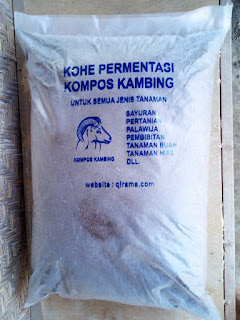 KOHE PERMENTASI
KOMPOS KAMBING
UNTUK SEMUA JENIS TANAMAN
SAYURAN
PERTANIAN
PALAWIJA
PEMBIBITAN
TANAMAN BUAH
TANAMAN HIAS
DLL.
KOMPOS KAMBING
website : qirama.com